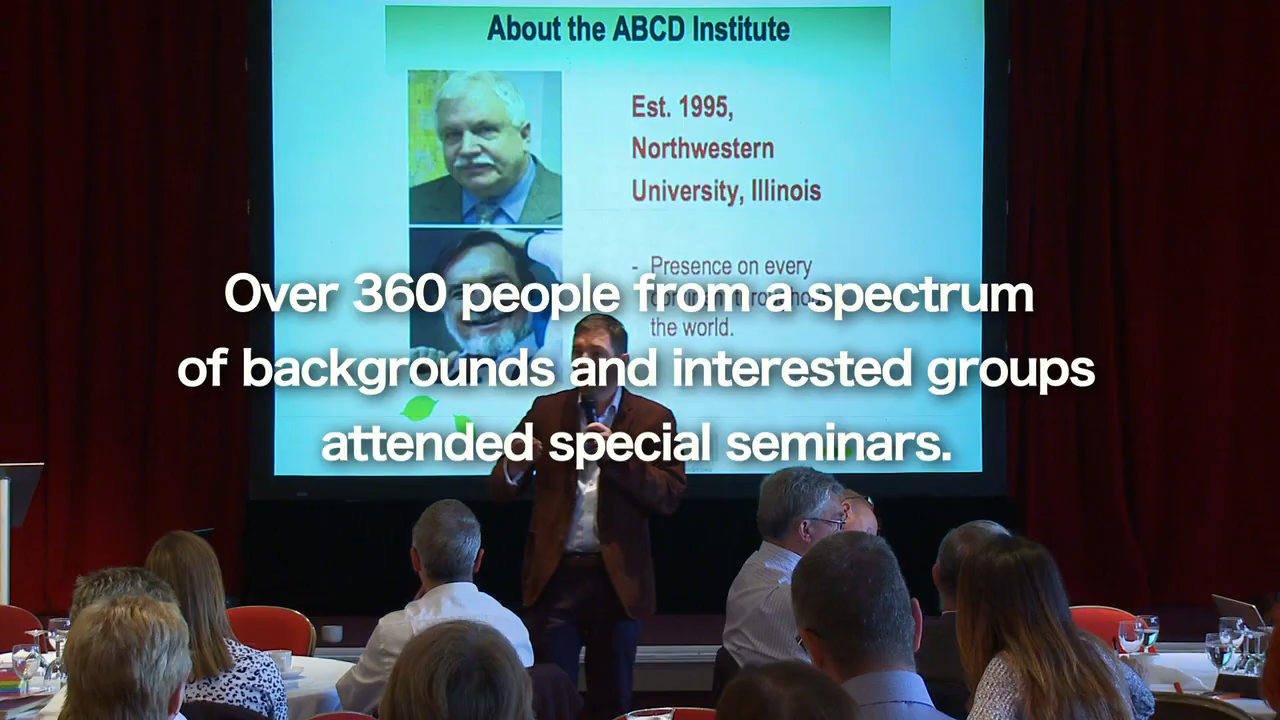 About the ABCD Institute
Est. 1995,
Northwestern
University, Illinois
- Presence on every
the world.
Over 360 people from a spectrum
of backgrounds and interested groups
attended special seminars.